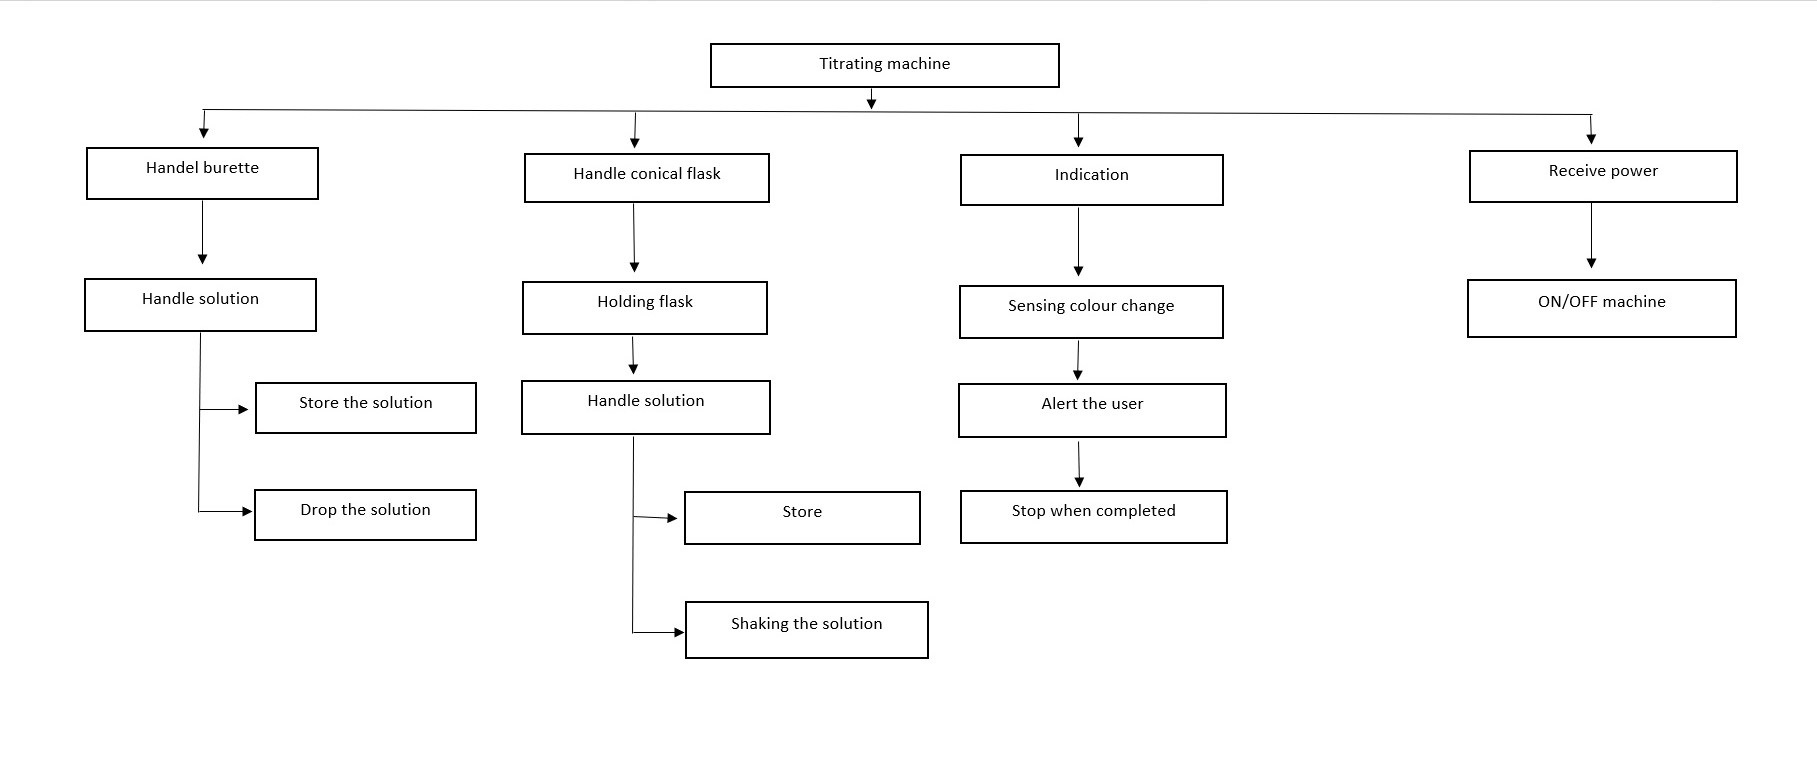 Titrating machine
Handel burette
Handle conical flask
Indication
Receive power
Handle solution
Holding flask
Sensing colour change
ON/OFF machine
Store the solution
Handle solution
Alert the user
Drop the solution
Store
Stop when completed
Shaking the solution